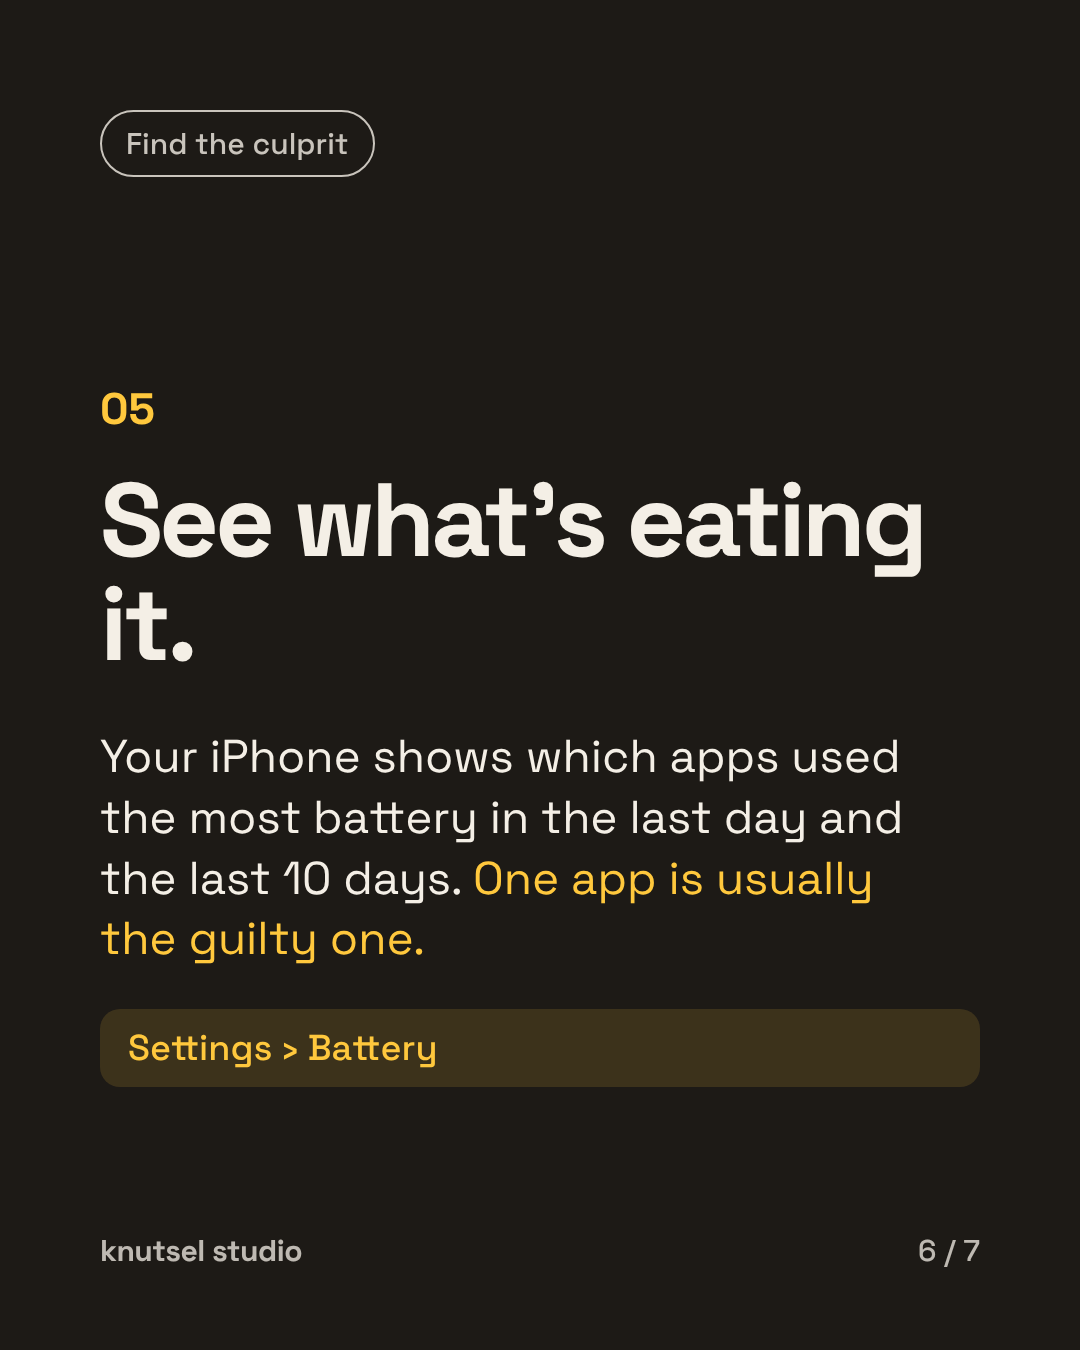 Find the culprit
05
See what’s eating
it.
Your iPhone shows which apps used
the most battery in the last day and
the last 10 days. One app is usually
the guilty one.
Settings > Battery
knutsel studio
6 / 7